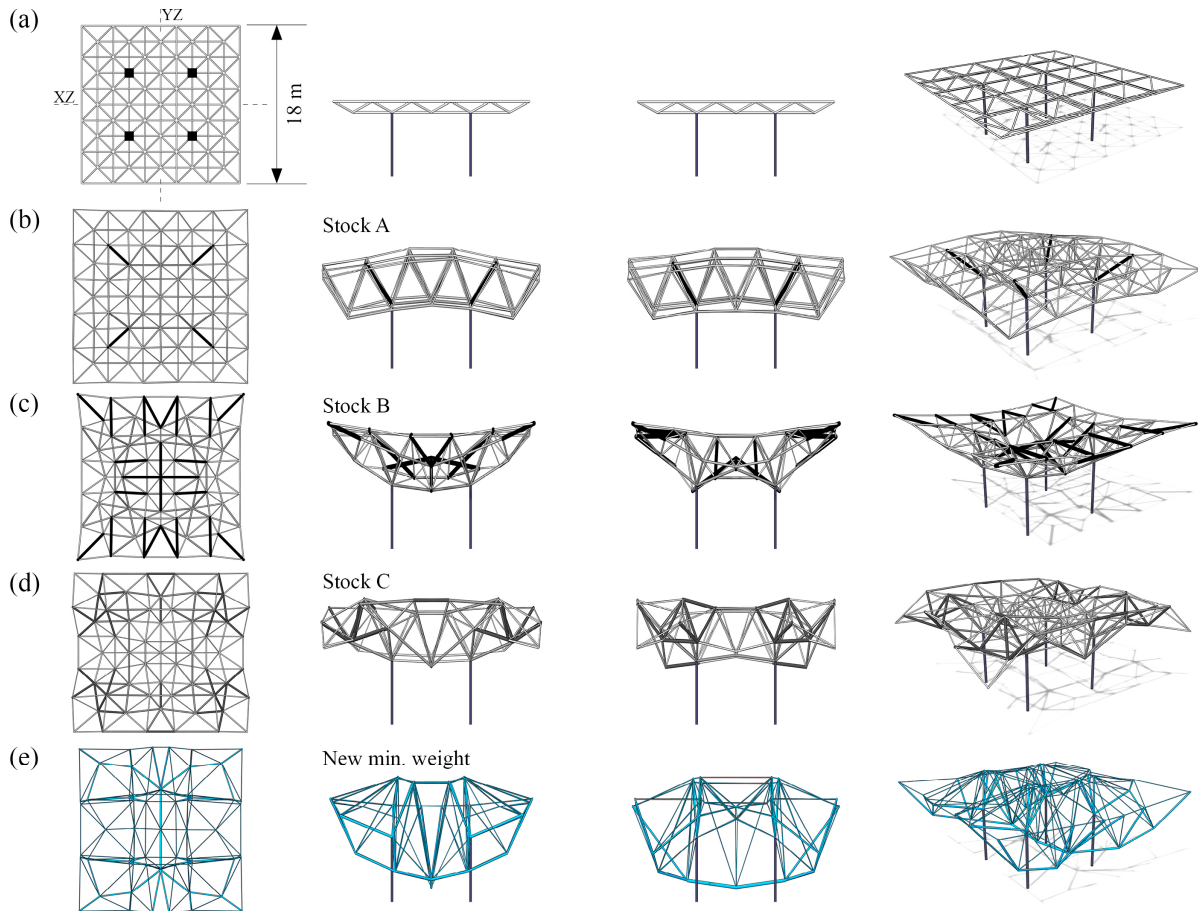 (a)
YZ
XZ
18 m
(b)
Stock A
(c)
Stock B
(d)
Stock C
(e)
New min. weight